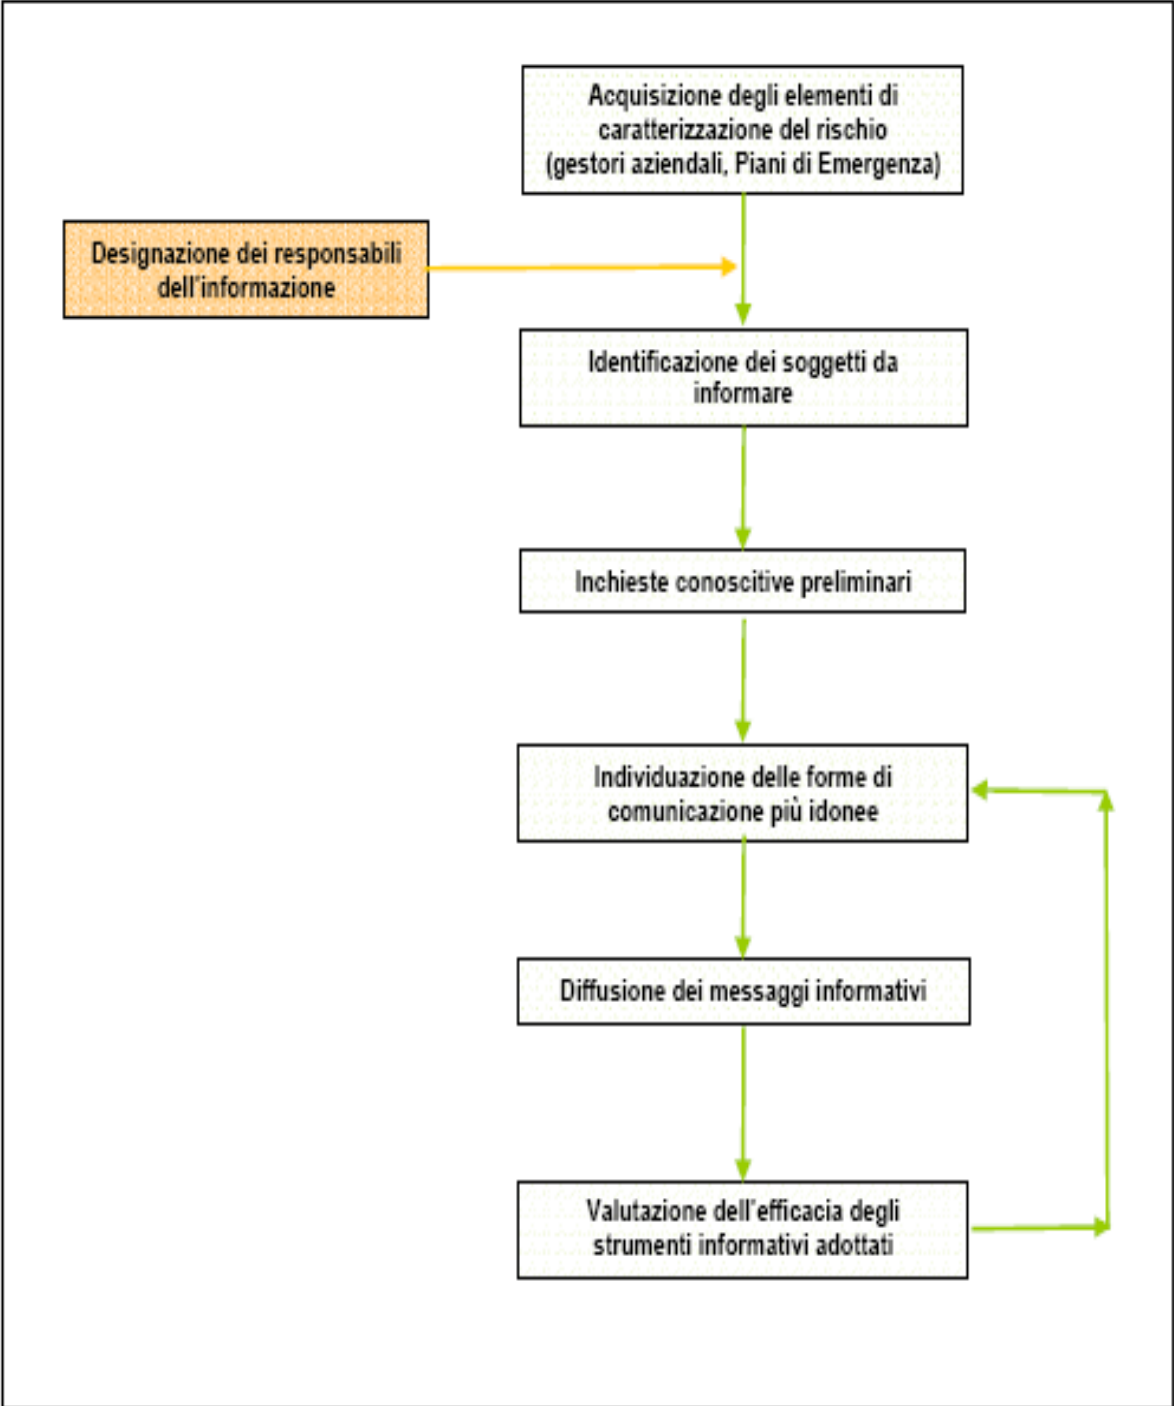 Acquisizione degli elementi di
caratterizzazione del rischio
(gestori aziendali, Piani di Emergenza)
Designazione dei responsabili
dell'informazione
Identificazione dei soggetti da
informare
Inchieste conoscitive preliminari
Individuazione delle forme di
comunicazione più idonee
Diffusione dei messaggi informativi
Valutazione dell'efficacia degli
strumenti informativi adottati